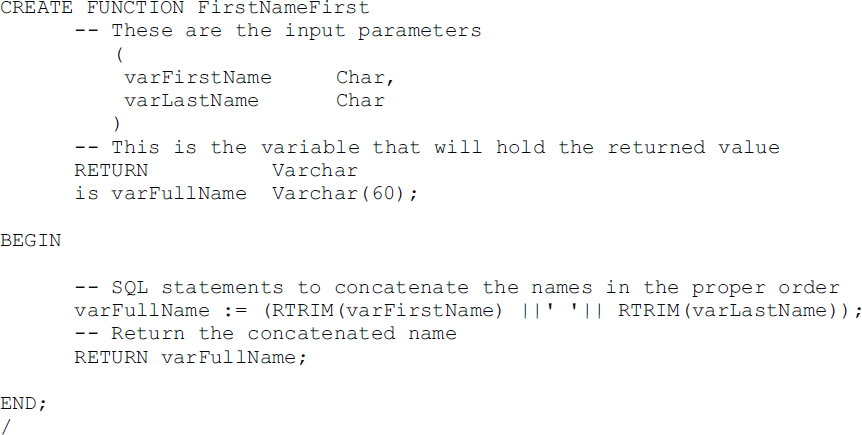 CREATE FUNCTION FirstNameFirst
-- These are the input parameters
(
varFirstName Char,
varLastName Char
)
-- This is the variable that will hold the returned value
RETURN Varchar
is varFullName Varchar(60);
BEGIN
-- SQL statements to concatenate the names in the proper order
varFullName := (RTRIM(varFirstName) ||' '|| RTRIM(varLastName));
-- Return the concatenated name
RETURN varFullName;
END;
/